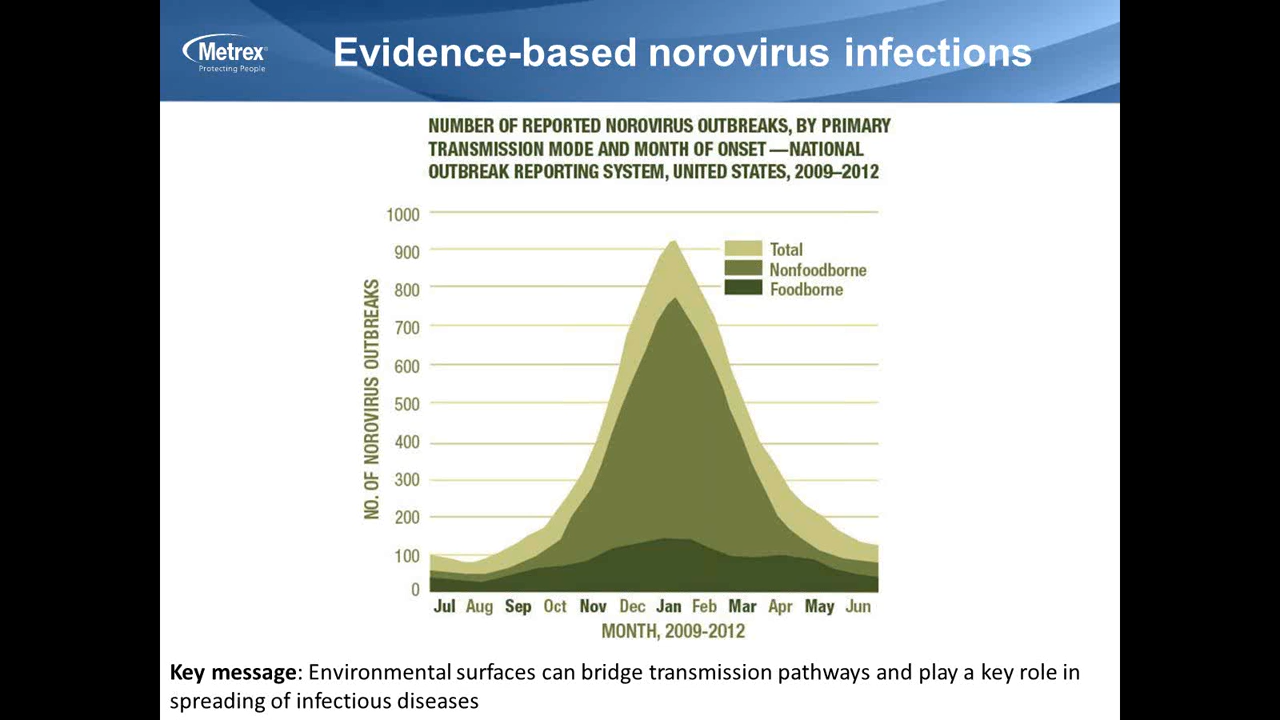 Metrex
Protecting People
Evidence-based norovirus infections
NUMBER OF REPORTED NOROVIRUS OUTBREAKS, BY PRIMARY
TRANSMISSION MODE AND MONTH OF ONSET—NATIONAL
OUTBREAK REPORTING SYSTEM, UNITED STATES, 2009–2012
NO. OF NOROVIRUS OUTBREAKS
1000
900
800
700
600
500
400
300
200
100
0
Total
Nonfoodborne
Foodborne
Jul Aug Sep Oct Nov Dec Jan Feb Mar Apr May Jun
MONTH, 2009-2012
Key message: Environmental surfaces can bridge transmission pathways and play a key role in
spreading of infectious diseases